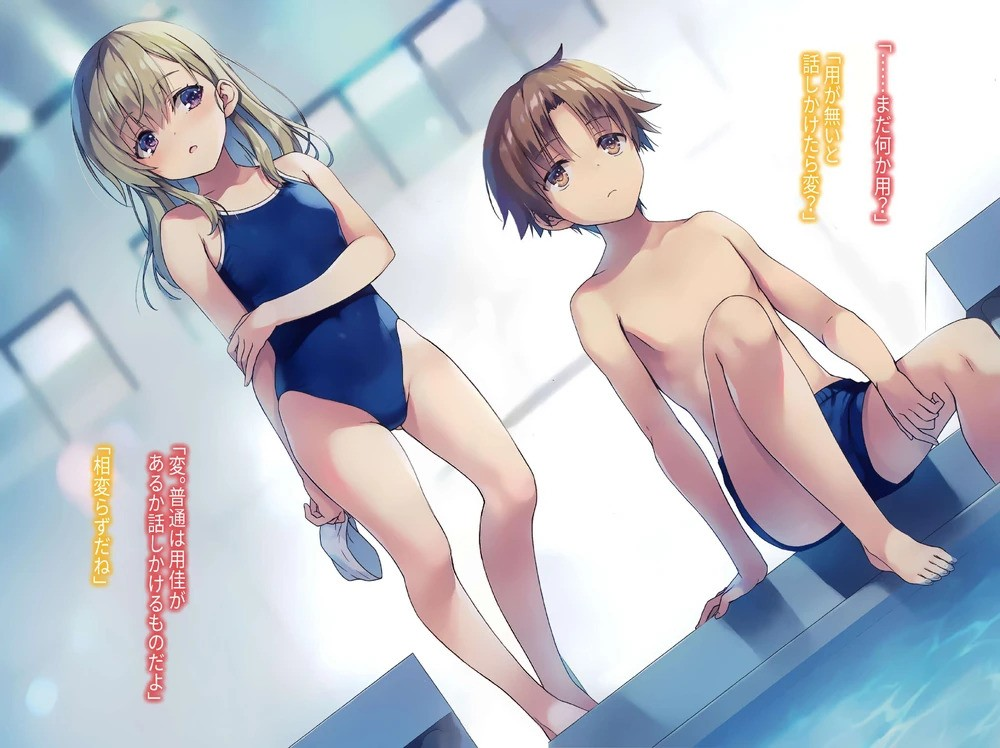 「……まだ何か用？」
「用が無いと
話しかけたら変？」
「変。普通は用佳が
あるか話しかけるものだよ」
「相変らずだね」